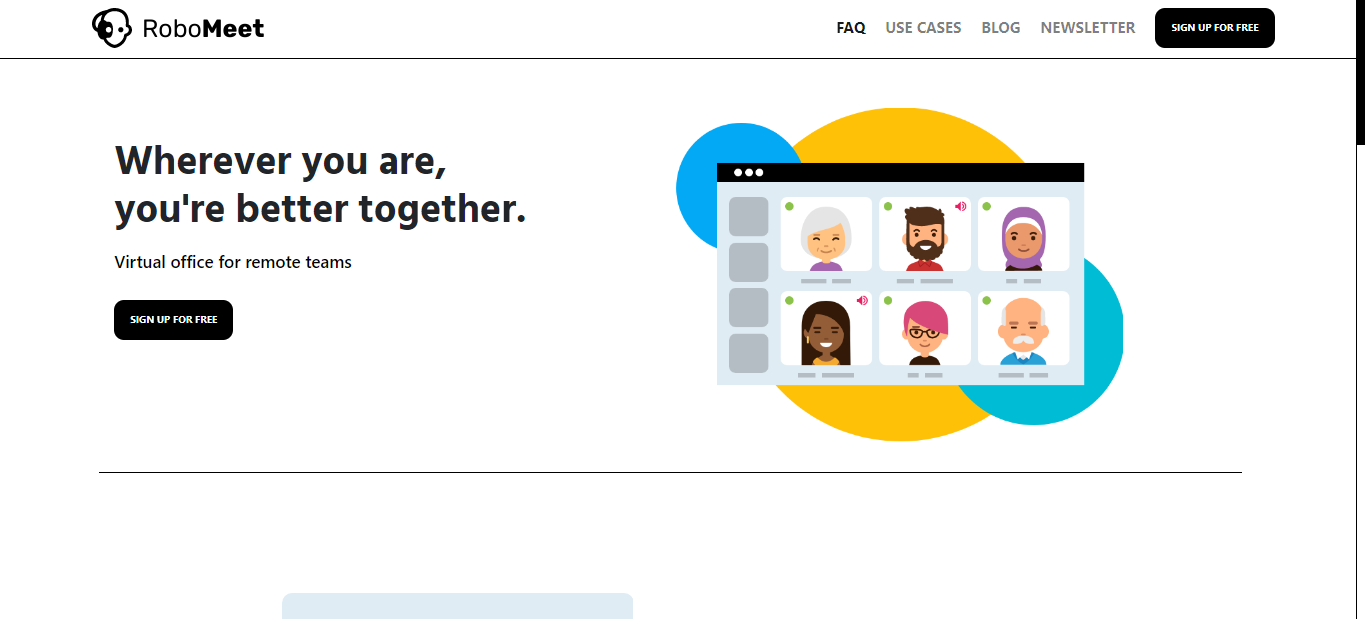 RoboMeet
FAQ
USE CASES
BLOG
NEWSLETTER
SIGN UP FOR FREE
Wherever you are,
you're better together.
Virtual office for remote teams
SIGN UP FOR FREE